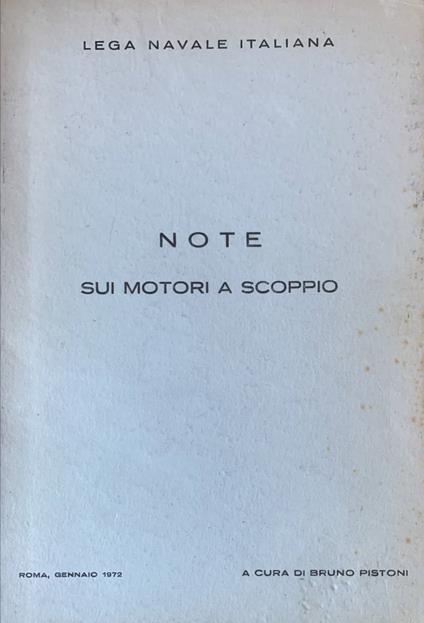 LEGA NAVALE ITALIANA
NOTE
SUI MOTORI A SCOPPIO
ROMA, GENNAIO 1972
A CURA DI BRUNO PISTONI